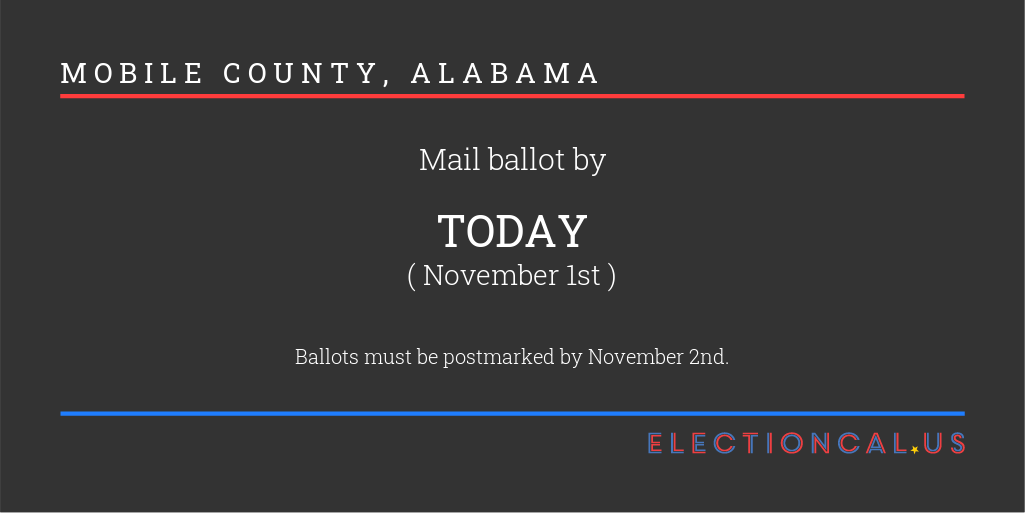 MOBILE COUNTY, ALABAMA
Mail ballot by
TODAY
( November 1st )
Ballots must be postmarked by November 2nd.
ELECTIONCAL.US